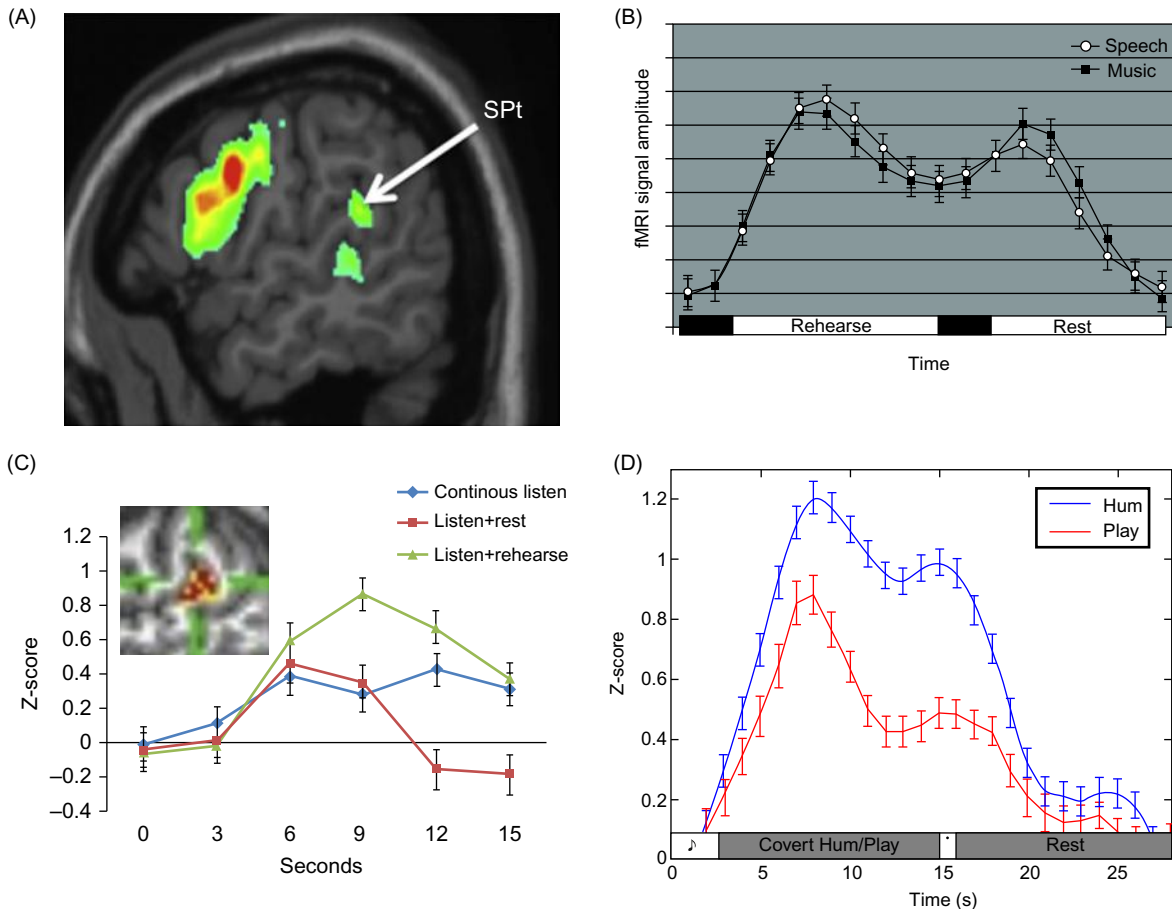 (A)
SPt
(B)
Speech
Music
fMRI signal amplitude
Rehearse
Rest
Time
(C)
Continous listen
Listen+rest
Listen+rehearse
Z-score
1.2
1
0.8
0.6
0.4
0.2
0
–0.2
–0.4
0 3 6 9 12 15
Seconds
(D)
Hum
Play
Z-score
1.2
1
0.8
0.6
0.4
0.2
0
♪ Covert Hum/Play Rest
0 5 10 15 20 25
Time (s)